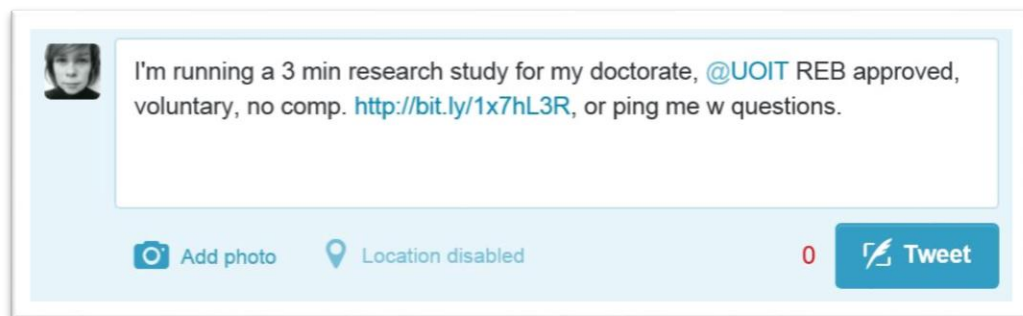 I'm running a 3 min research study for my doctorate, @UOIT REB approved,
voluntary, no comp. http://bit.ly/1x7hL3R, or ping me w questions.
Add photo Location disabled 0 Tweet